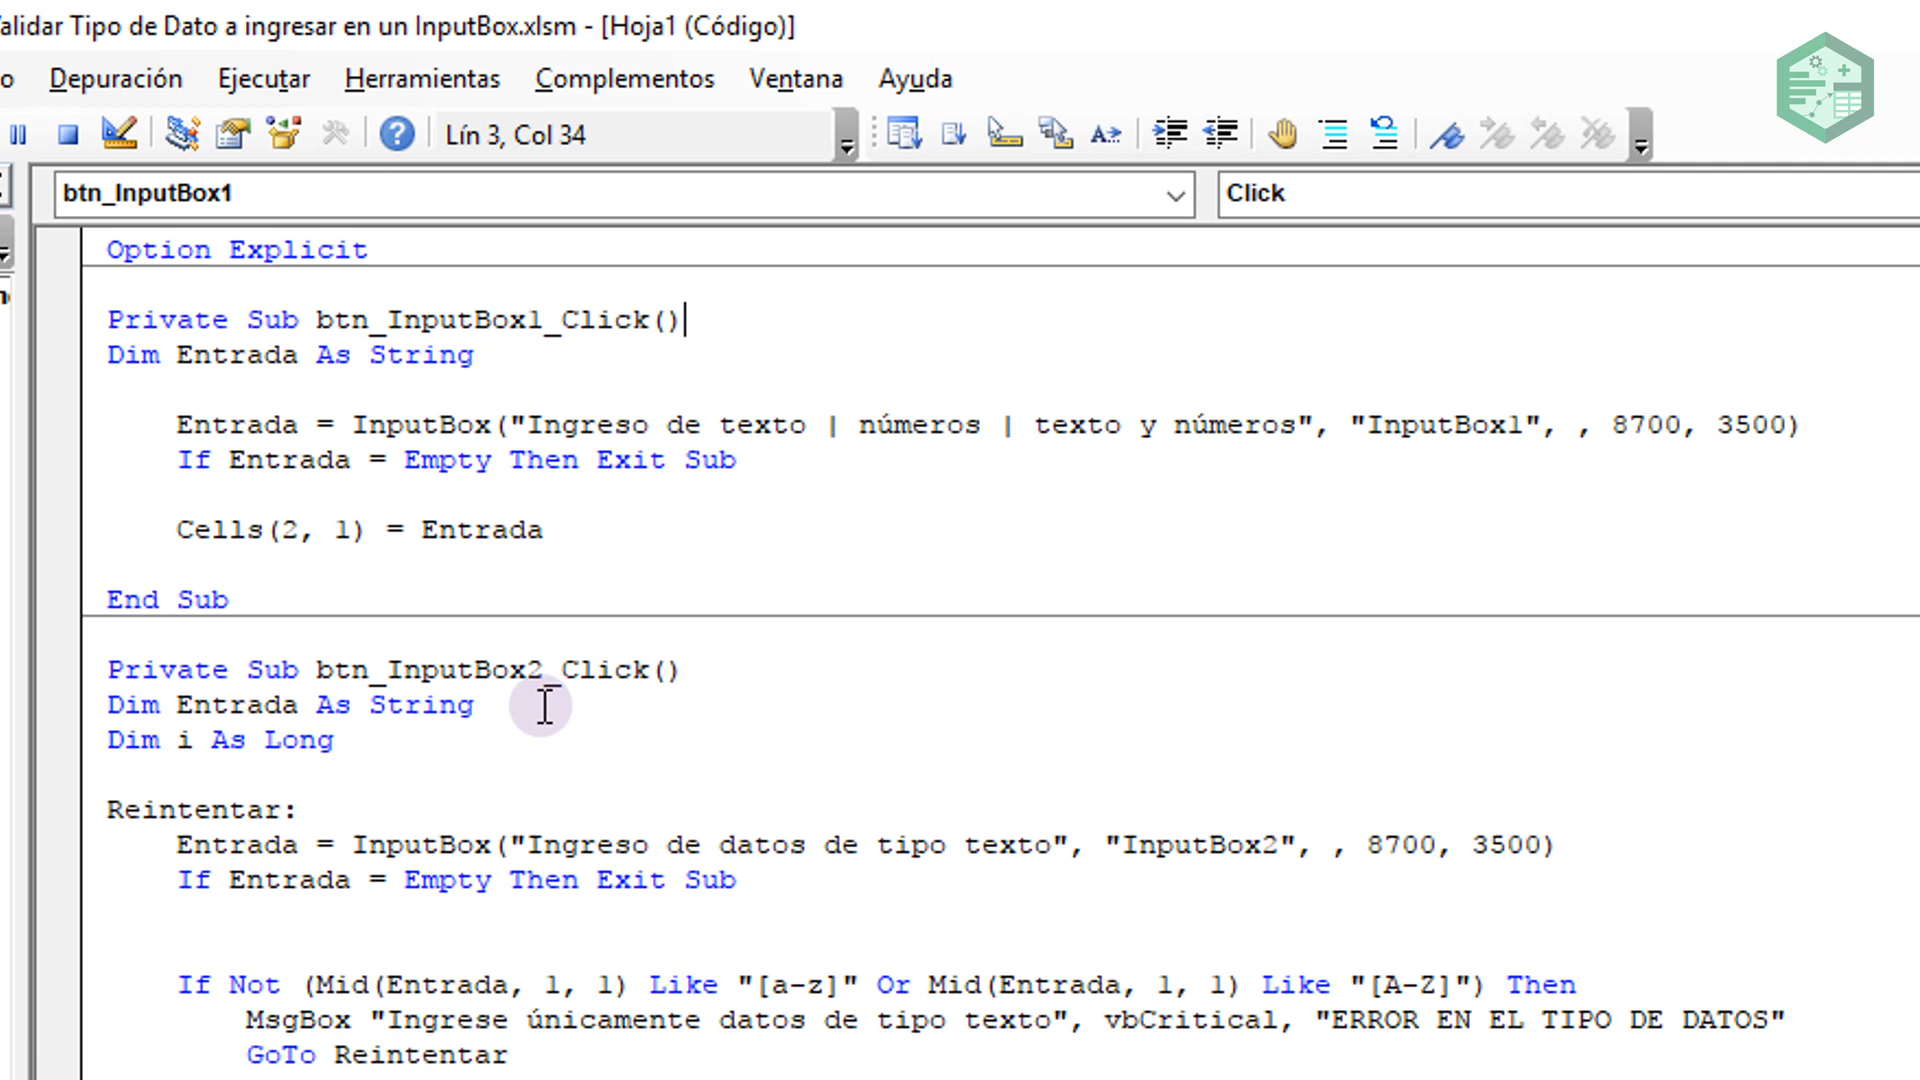 alidar Tipo de Dato a ingresar en un InputBox.xlsm - [Hoja1 (Código)]
o Depuración Ejecutar Herramientas Complementos Ventana Ayuda
Lín 3, Col 34
btn_InputBox1 Click
Option Explicit
Private Sub btn_InputBox1_Click()
Dim Entrada As String
Entrada = InputBox("Ingreso de texto | números | texto y números", "InputBox1", , 8700, 3500)
If Entrada = Empty Then Exit Sub
Cells(2, 1) = Entrada
End Sub
Private Sub btn_InputBox2_Click()
Dim Entrada As String
Dim i As Long
Reintentar:
Entrada = InputBox("Ingreso de datos de tipo texto", "InputBox2", , 8700, 3500)
If Entrada = Empty Then Exit Sub
If Not (Mid(Entrada, 1, 1) Like "[a-z]" Or Mid(Entrada, 1, 1) Like "[A-Z]") Then
MsgBox "Ingrese únicamente datos de tipo texto", vbCritical, "ERROR EN EL TIPO DE DATOS"
GoTo Reintentar